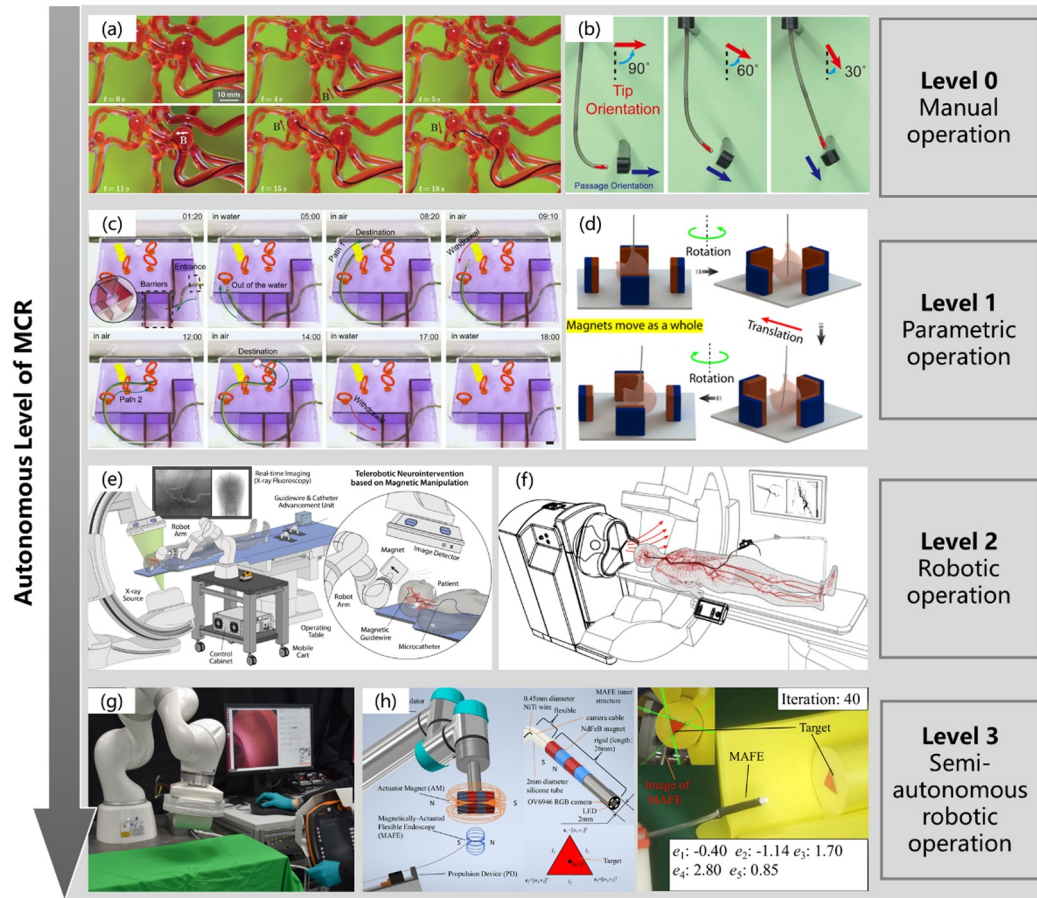 Autonomous Level of MCR
(a)
t = 0 s
10 mm
t = 4 s
B
t = 5 s
t = 11 s
B
t = 15 s
B
t = 18 s
B
(b)
90°
60°
30°
Tip
Orientation
Passage Orientation
Level 0
Manual
operation
(c)
01:20
Entrance
Barriers
in water
05:00
Out of the water
in air
08:20
Destination
Path 1
in air
09:10
Withdrawal
in air
12:00
Path 2
in air
14:00
Destination
in water
17:00
Withdrawal
in water
18:00
(d)
Rotation
Magnets move as a whole
Translation
Rotation
Level 1
Parametric
operation
(e)
Real-time Imaging
(X-ray Fluoroscopy)
Telerobotic Neurointervention
based on Magnetic Manipulation
Guidewire & Catheter
Advancement Unit
Robot
Arm
Image Detector
Magnet
Patient
X-ray
Source
Robot
Arm
Operating
Table
Magnetic
Guidewire
Microcatheter
Control
Cabinet
Mobile
Cart
(f)
Level 2
Robotic
operation
(g)
(h)
ulator
0.45mm diameter
NiTi wire
MAFE inner
structure
flexible
camera cable
NdFeB magnet
rigid (length:
26mm)
S
N
S
N
2mm diameter
silicone tube
OV6946 RGB camera
LED
2mm
Actuator Magnet (AM)
N
S
Magnetically-Actuated
Flexible Endoscope
(MAFE)
S
N
Target
Propulsion Device (PD)
Iteration: 40
Target
MAFE
Image of
MAFE
e₁: -0.40 e₂: -1.14 e₃: 1.70
e₄: 2.80 e₅: 0.85
Level 3
Semi-
autonomous
robotic
operation